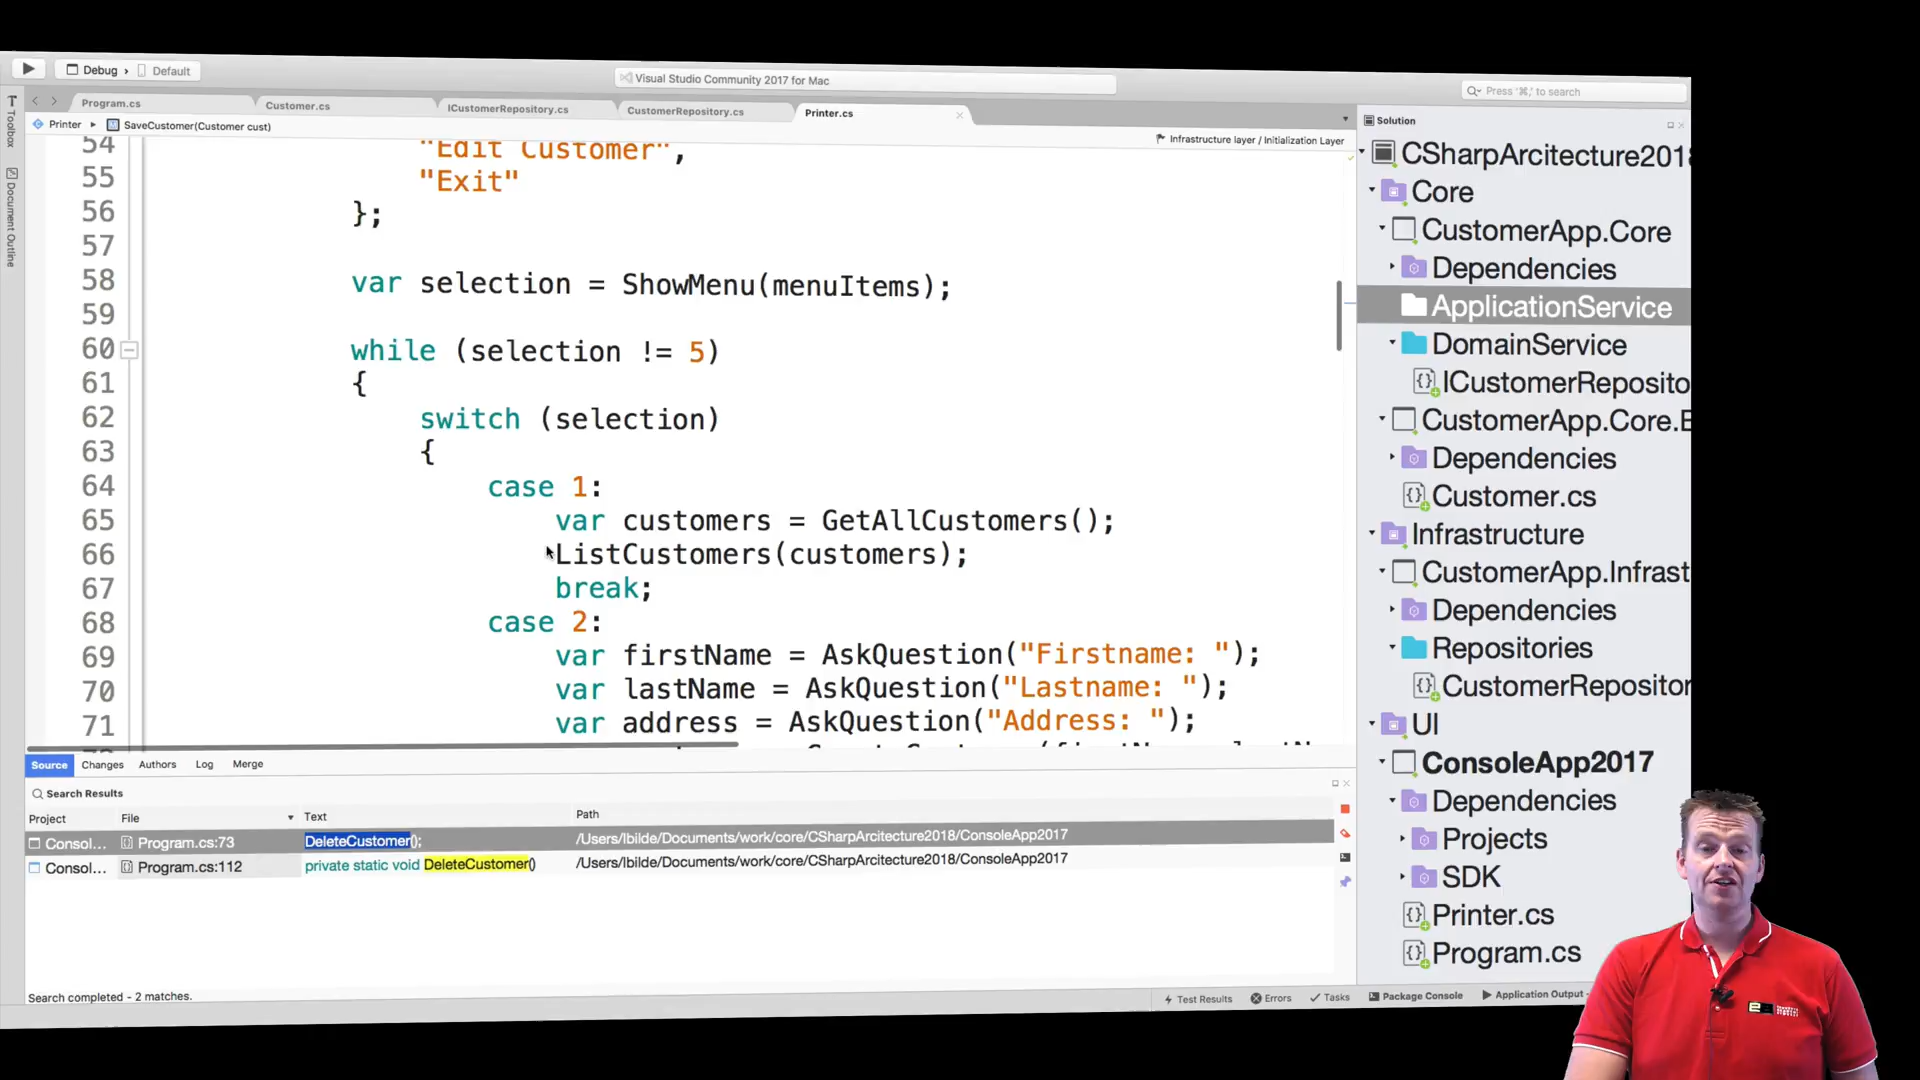 Debug › Default
Visual Studio Community 2017 for Mac
Press '⌘,' to search
Program.cs
Customer.cs
ICustomerRepository.cs
CustomerRepository.cs
Printer.cs
Printer ▸ SaveCustomer(Customer cust)
Infrastructure layer / Initialization Layer
Toolbox
Document Outline
54 "Edit Customer",
55 "Exit"
56 };
57
58 var selection = ShowMenu(menuItems);
59
60 while (selection != 5)
61 {
62 switch (selection)
63 {
64 case 1:
65 var customers = GetAllCustomers();
66 ListCustomers(customers);
67 break;
68 case 2:
69 var firstName = AskQuestion("Firstname: ");
70 var lastName = AskQuestion("Lastname: ");
71 var address = AskQuestion("Address: ");
Source Changes Authors Log Merge
Search Results
Project File Text Path
Consol... Program.cs:73 DeleteCustomer(); /Users/lbilde/Documents/work/core/CSharpArcitecture2018/ConsoleApp2017
Consol... Program.cs:112 private static void DeleteCustomer() /Users/lbilde/Documents/work/core/CSharpArcitecture2018/ConsoleApp2017
Search completed - 2 matches.
Test Results Errors Tasks Package Console Application Output -
Solution
CSharpArcitecture2018
Core
CustomerApp.Core
Dependencies
ApplicationService
DomainService
ICustomerReposito
CustomerApp.Core.E
Dependencies
Customer.cs
Infrastructure
CustomerApp.Infrast
Dependencies
Repositories
CustomerRepositor
UI
ConsoleApp2017
Dependencies
Projects
SDK
Printer.cs
Program.cs